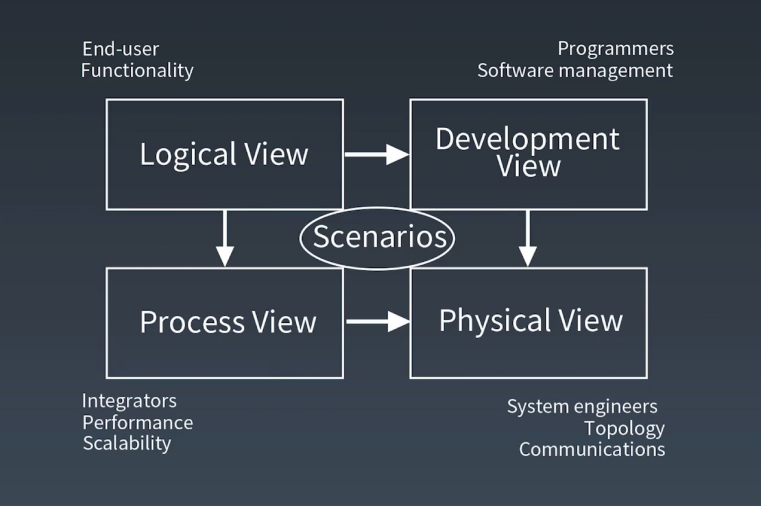 End-user
Functionality
Programmers
Software management
Logical View
Development
View
Scenarios
Process View
Physical View
Integrators
Performance
Scalability
System engineers
Topology
Communications